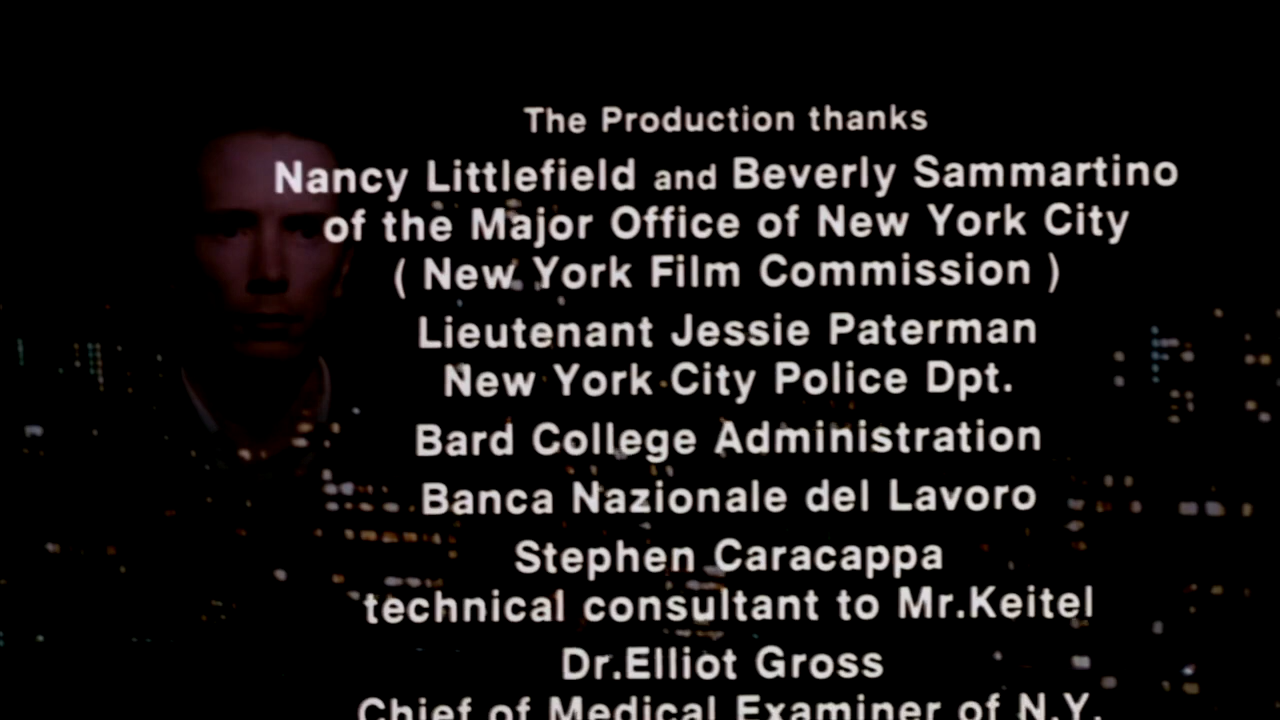 The Production thanks
Nancy Littlefield and Beverly Sammartino
of the Major Office of New York City
( New York Film Commission )
Lieutenant Jessie Paterman
New York City Police Dpt.
Bard College Administration
Banca Nazionale del Lavoro
Stephen Caracappa
technical consultant to Mr.Keitel
Dr.Elliot Gross
Chief of Medical Examiner of N.Y.